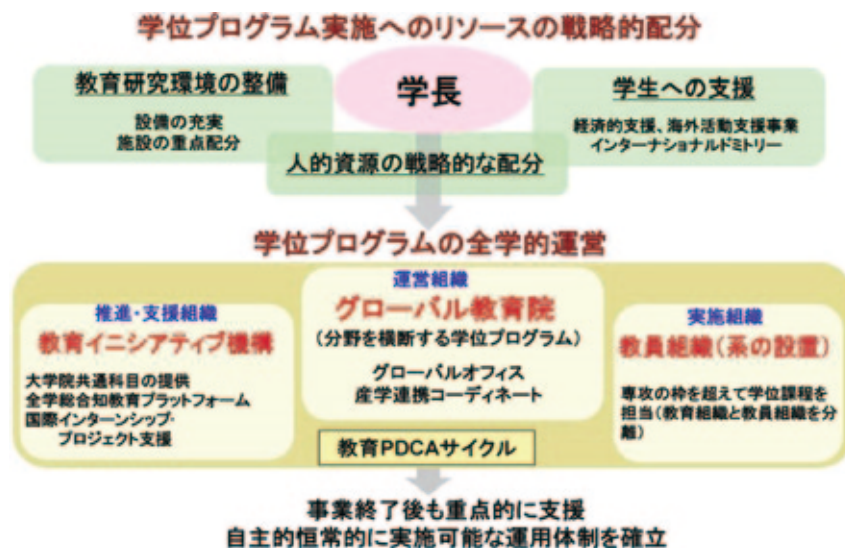 学位プログラム実施へのリソースの戦略的配分
教育研究環境の整備
設備の充実
施設の重点配分
学長
学生への支援
経済的支援、海外活動支援事業
インターナショナルドミトリー
人的資源の戦略的な配分
学位プログラムの全学的運営
推進・支援組織
教育イニシアティブ機構
大学院共通科目の提供
全学総合知教育プラットフォーム
国際インターンシップ・
プロジェクト支援
運営組織
グローバル教育院
(分野を横断する学位プログラム)
グローバルオフィス
産学連携コーディネート
実施組織
教員組織(系の設置)
専攻の枠を超えて学位課程を
担当(教育組織と教員組織を分
離)
教育PDCAサイクル
事業終了後も重点的に支援
自主的恒常的に実施可能な運用体制を確立